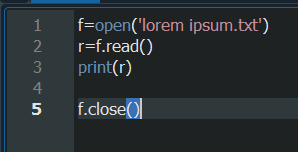 1 f=open('lorem ipsum.txt')
2 r=f.read()
3 print(r)
4
5 f.close()